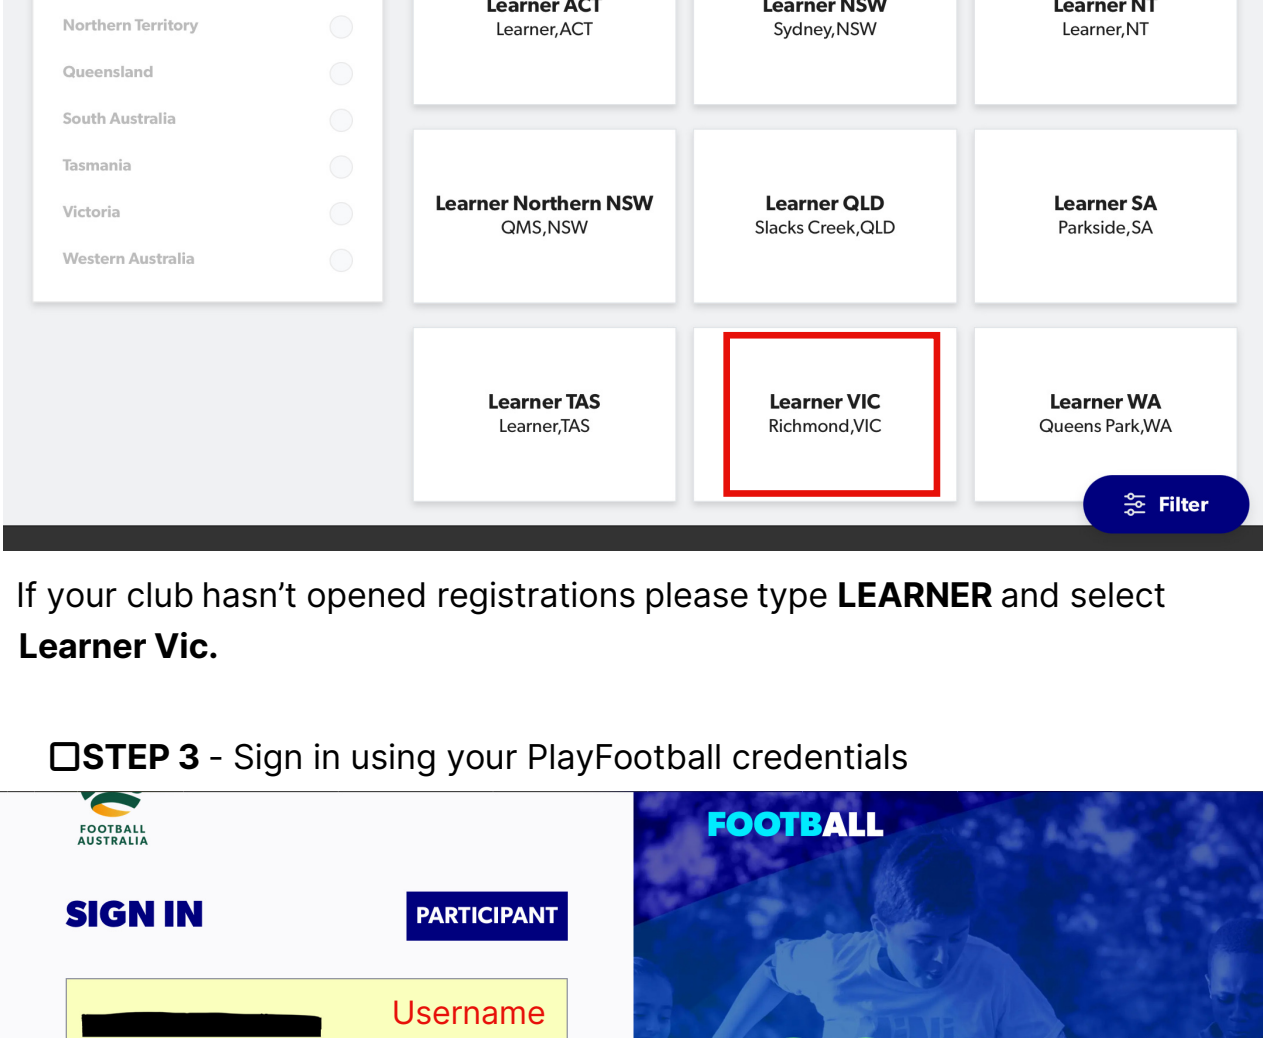 Northern Territory
Queensland
South Australia
Tasmania
Victoria
Western Australia
Learner ACT
Learner,ACT
Learner NSW
Sydney,NSW
Learner NT
Learner,NT
Learner Northern NSW
QMS,NSW
Learner QLD
Slacks Creek,QLD
Learner SA
Parkside,SA
Learner TAS
Learner,TAS
Learner VIC
Richmond,VIC
Learner WA
Queens Park,WA
Filter
If your club hasn’t opened registrations please type LEARNER and select
Learner Vic.
☐STEP 3 - Sign in using your PlayFootball credentials
FOOTBALL
AUSTRALIA
SIGN IN
PARTICIPANT
Username
FOOTBALL